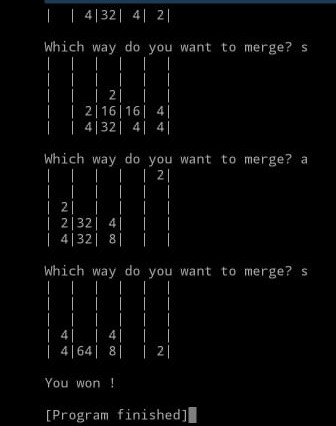 |  | 4|32| 4| 2|
Which way do you want to merge? s
|  |  |  |  |  |
|  |  |  |  |  |
|  |  | 2|  |  |
|  | 2|16|16| 4|
|  | 4|32| 4| 4|
Which way do you want to merge? a
|  |  |  |  | 2|
|  |  |  |  |  |
| 2|  |  |  |  |
| 2|32| 4|  |  |
| 4|32| 8|  |  |
Which way do you want to merge? s
|  |  |  |  |  |
|  |  |  |  |  |
|  |  |  |  |  |
| 4|  | 4|  |  |
| 4|64| 8|  | 2|
You won !
[Program finished]